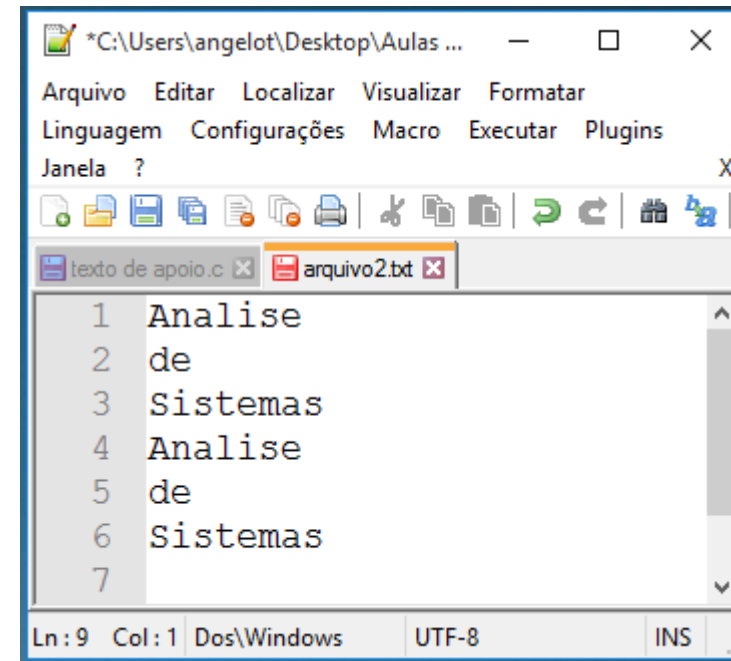 *C:\Users\angelot\Desktop\Aulas ...
Arquivo Editar Localizar Visualizar Formatar
Linguagem Configurações Macro Executar Plugins
Janela ? X
texto de apoio.c arquivo2.txt
1 Analise
2 de
3 Sistemas
4 Analise
5 de
6 Sistemas
7
Ln : 9 Col : 1 Dos\Windows UTF-8 INS